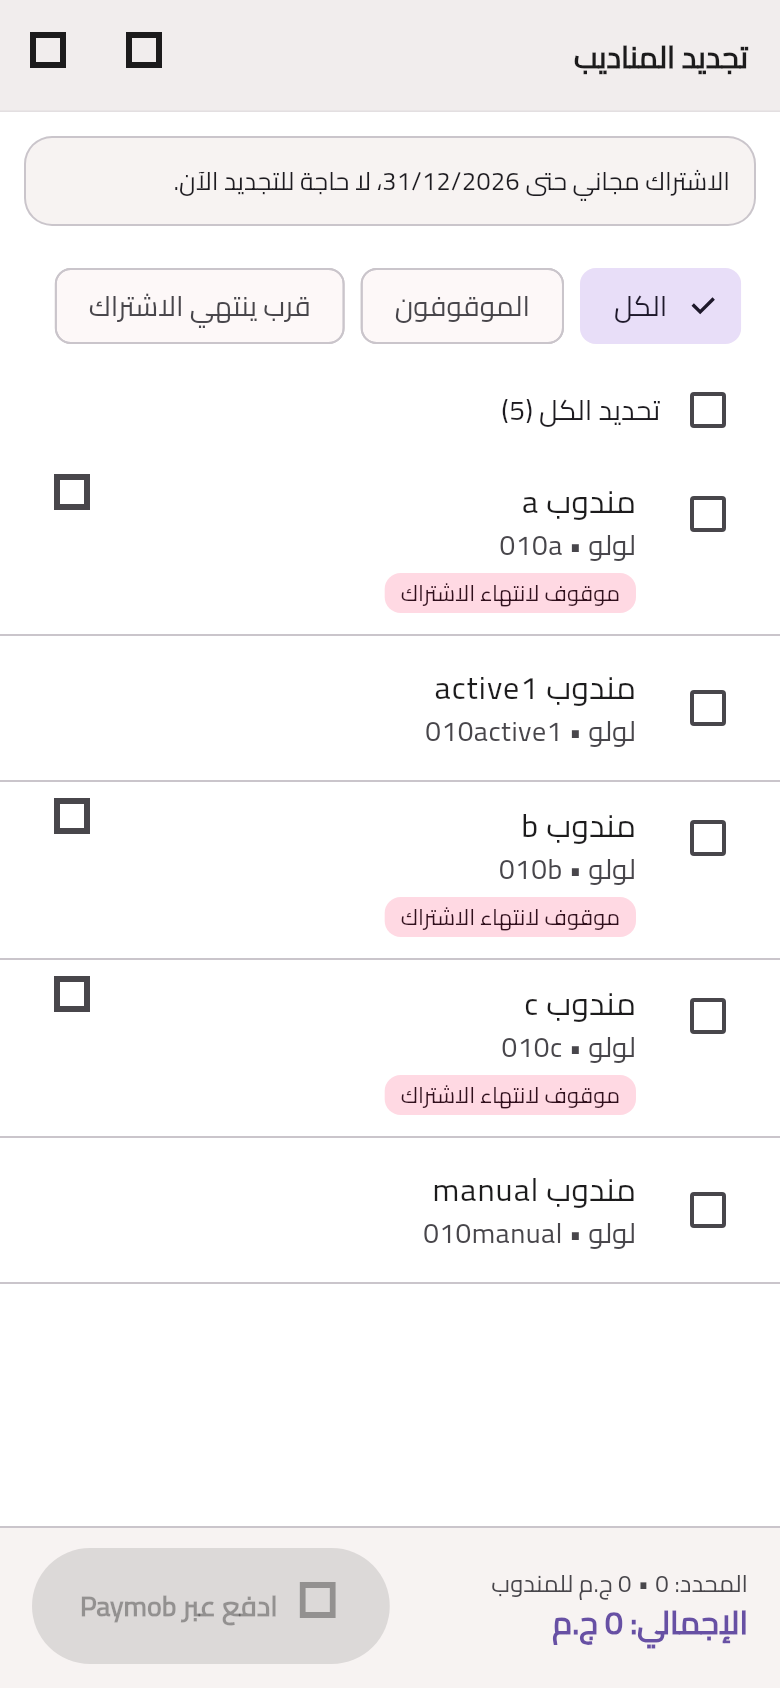 تجديد المناديب
الاشتراك مجاني حتى 31/12/2026، لا حاجة للتجديد الآن.
الكل
الموقوفون
قرب ينتهي الاشتراك
تحديد الكل (5)
مندوب a
لولو ▪ 010a
موقوف لانتهاء الاشتراك
مندوب active1
لولو ▪ 010active1
مندوب b
لولو ▪ 010b
موقوف لانتهاء الاشتراك
مندوب c
لولو ▪ 010c
موقوف لانتهاء الاشتراك
مندوب manual
لولو ▪ 010manual
المحدد: 0 ▪ 0 ج.م للمندوب
الإجمالي: 0 ج.م
ادفع عبر Paymob